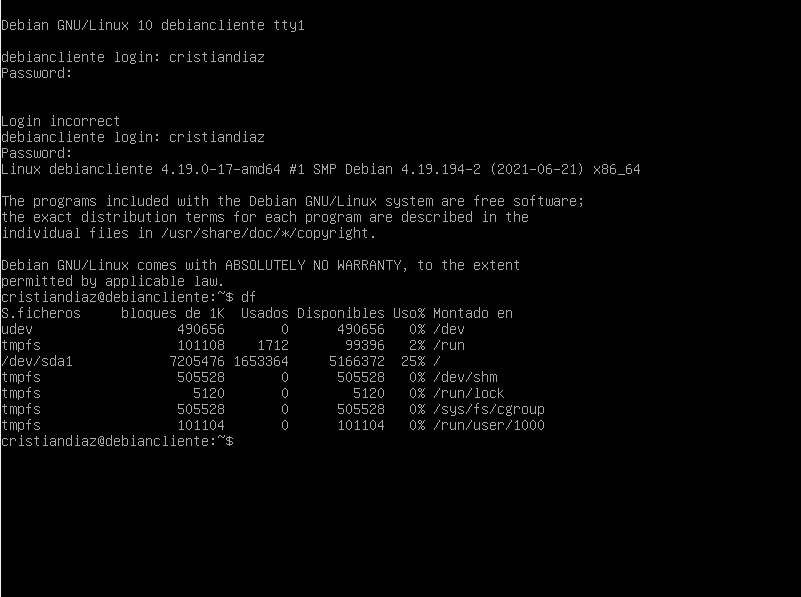 Debian GNU/Linux 10 debiancliente tty1
debiancliente login: cristiandiaz
Password:
Login incorrect
debiancliente login: cristiandiaz
Password:
Linux debiancliente 4.19.0-17-amd64 #1 SMP Debian 4.19.194-2 (2021-06-21) x86_64
The programs included with the Debian GNU/Linux system are free software;
the exact distribution terms for each program are described in the
individual files in /usr/share/doc/*/copyright.
Debian GNU/Linux comes with ABSOLUTELY NO WARRANTY, to the extent
permitted by applicable law.
cristiandiaz@debiancliente:~$ df
S.ficheros     bloques de 1K  Usados Disponibles Uso% Montado en
udev                  490656       0      490656   0% /dev
tmpfs                 101108    1712       99396   2% /run
/dev/sda1            7205476 1653364     5166372  25% /
tmpfs                 505528       0      505528   0% /dev/shm
tmpfs                   5120       0        5120   0% /run/lock
tmpfs                 505528       0      505528   0% /sys/fs/cgroup
tmpfs                 101104       0      101104   0% /run/user/1000
cristiandiaz@debiancliente:~$